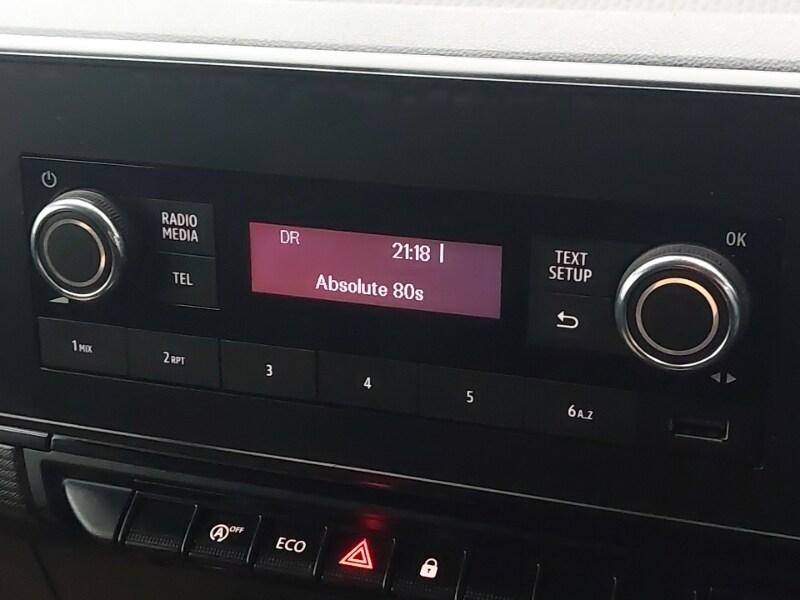 OK
RADIO
MEDIA
DR
21:18
TEXT
SETUP
TEL
Absolute 80s
1 MIX
2 RPT
3
4
5
6 A..Z
A OFF
ECO